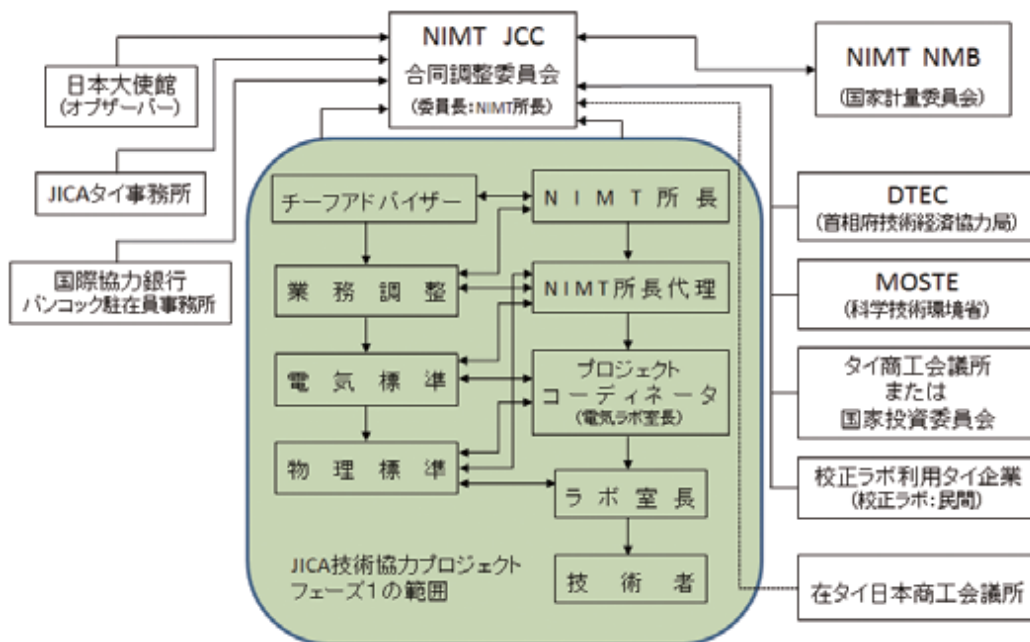 NIMT JCC
合同調整委員会
(委員長:NIMT所長)
日本大使館
(オブザーバー)
JICAタイ事務所
国際協力銀行
バンコック駐在員事務所
NIMT NMB
(国家計量委員会)
DTEC
(首相府技術経済協力局)
MOSTE
(科学技術環境省)
タイ商工会議所
または
国家投資委員会
校正ラボ利用タイ企業
(校正ラボ:民間)
在タイ日本商工会議所
チーフアドバイザー
業務調整
電気標準
物理標準
NIMT所長
NIMT所長代理
プロジェクト
コーディネータ
(電気ラボ室長)
ラボ室長
技術者
JICA技術協力プロジェクト
フェーズ1の範囲